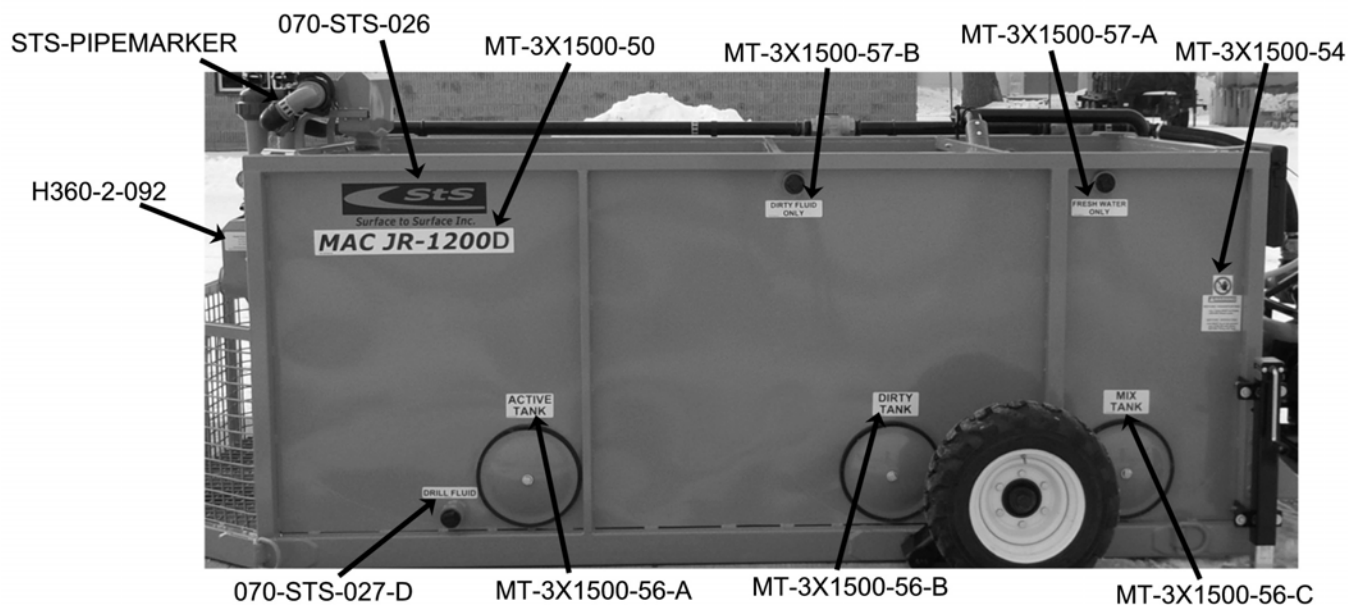 070-STS-026
STS-PIPEMARKER
MT-3X1500-50
MT-3X1500-57-B
MT-3X1500-57-A
MT-3X1500-54
H360-2-092
StS
Surface to Surface Inc.
MAC JR-1200D
DIRTY FLUID
ONLY
FRESH WATER
ONLY
ACTIVE
TANK
DIRTY
TANK
MIX
TANK
DRILL FLUID
070-STS-027-D
MT-3X1500-56-A
MT-3X1500-56-B
MT-3X1500-56-C